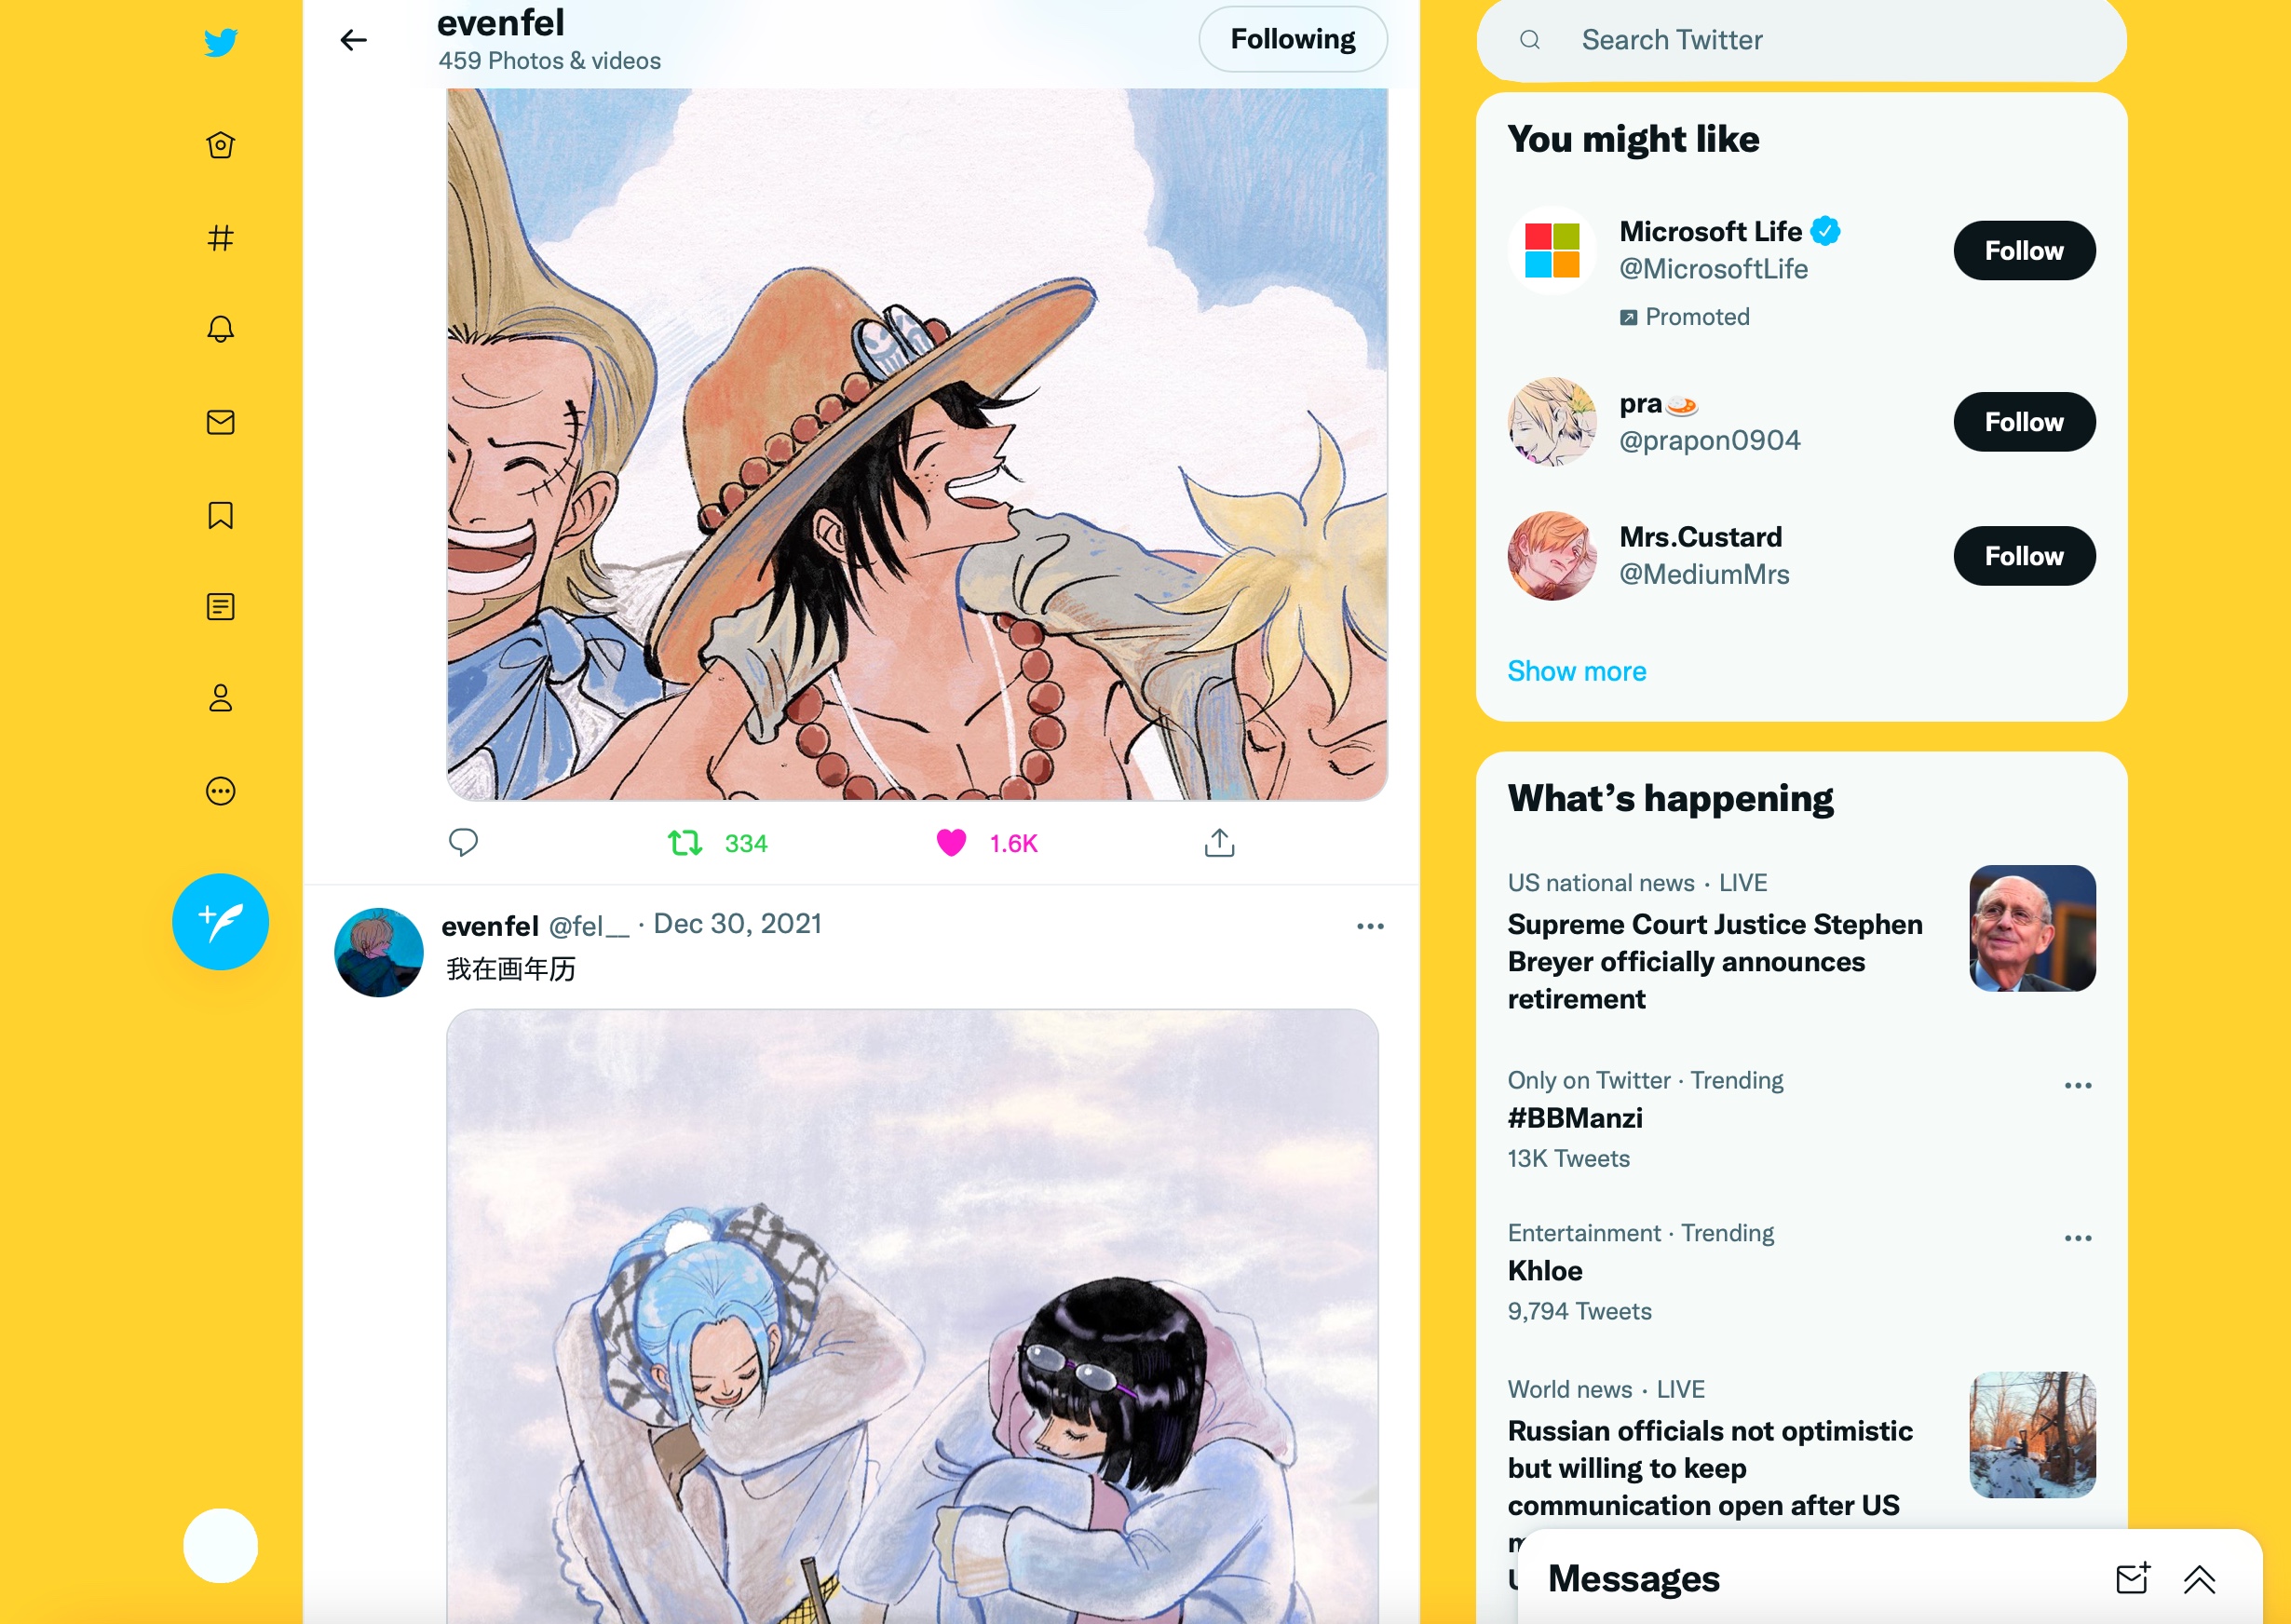 evenfel
459 Photos & videos
Following
334
1.6K
evenfel @fel__ · Dec 30, 2021
我在画年历
Search Twitter
You might like
Microsoft Life
@MicrosoftLife
Promoted
Follow
pra
@prapon0904
Follow
Mrs.Custard
@MediumMrs
Follow
Show more
What's happening
US national news · LIVE
Supreme Court Justice Stephen
Breyer officially announces
retirement
Only on Twitter · Trending
#BBManzi
13K Tweets
Entertainment · Trending
Khloe
9,794 Tweets
World news · LIVE
Russian officials not optimistic
but willing to keep
communication open after US
Messages